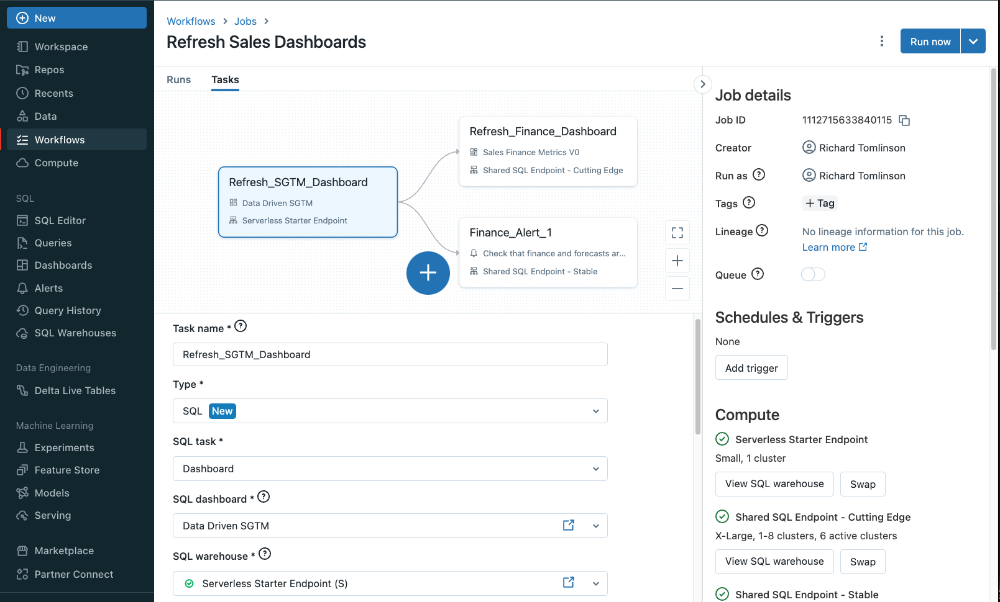 New
Workspace
Repos
Recents
Data
Workflows
Compute
SQL
SQL Editor
Queries
Dashboards
Alerts
Query History
SQL Warehouses
Data Engineering
Delta Live Tables
Machine Learning
Experiments
Feature Store
Models
Serving
Marketplace
Partner Connect
Workflows > Jobs >
Refresh Sales Dashboards
Run now
Runs Tasks
Refresh_SGTM_Dashboard
Data Driven SGTM
Serverless Starter Endpoint
Refresh_Finance_Dashboard
Sales Finance Metrics V0
Shared SQL Endpoint - Cutting Edge
Finance_Alert_1
Check that finance and forecasts ar...
Shared SQL Endpoint - Stable
Task name * ?
Refresh_SGTM_Dashboard
Type *
SQL New
SQL task *
Dashboard
SQL dashboard * ?
Data Driven SGTM
SQL warehouse * ?
Serverless Starter Endpoint (S)
Job details
Job ID 1112715633840115
Creator Richard Tomlinson
Run as ? Richard Tomlinson
Tags ? + Tag
Lineage ? No lineage information for this job.
Learn more
Queue ?
Schedules & Triggers
None
Add trigger
Compute
Serverless Starter Endpoint
Small, 1 cluster
View SQL warehouse Swap
Shared SQL Endpoint - Cutting Edge
X-Large, 1-8 clusters, 6 active clusters
View SQL warehouse Swap
Shared SQL Endpoint - Stable